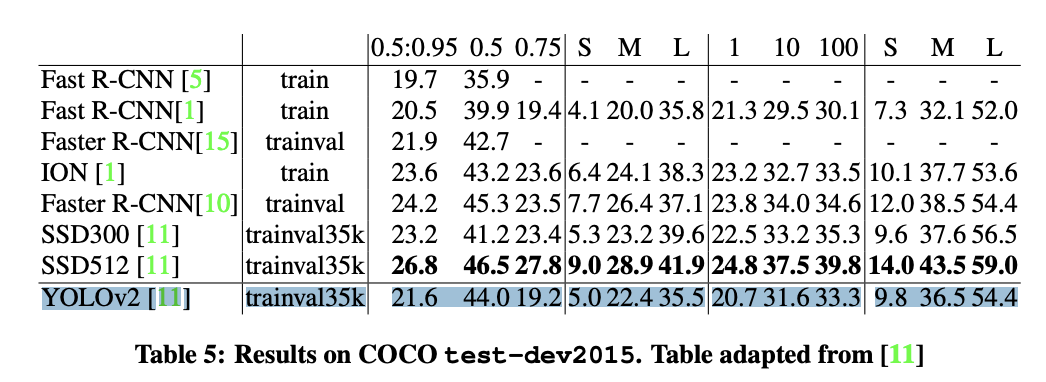 0.5:0.95 0.5 0.75 S M L 1 10 100 S M L
Fast R-CNN [5] train 19.7 35.9 - - - - - - - - - -
Fast R-CNN[1] train 20.5 39.9 19.4 4.1 20.0 35.8 21.3 29.5 30.1 7.3 32.1 52.0
Faster R-CNN[15] trainval 21.9 42.7 - - - - - - - - - -
ION [1] train 23.6 43.2 23.6 6.4 24.1 38.3 23.2 32.7 33.5 10.1 37.7 53.6
Faster R-CNN[10] trainval 24.2 45.3 23.5 7.7 26.4 37.1 23.8 34.0 34.6 12.0 38.5 54.4
SSD300 [11] trainval35k 23.2 41.2 23.4 5.3 23.2 39.6 22.5 33.2 35.3 9.6 37.6 56.5
SSD512 [11] trainval35k 26.8 46.5 27.8 9.0 28.9 41.9 24.8 37.5 39.8 14.0 43.5 59.0
YOLOv2 [11] trainval35k 21.6 44.0 19.2 5.0 22.4 35.5 20.7 31.6 33.3 9.8 36.5 54.4
Table 5: Results on COCO test-dev2015. Table adapted from [11]